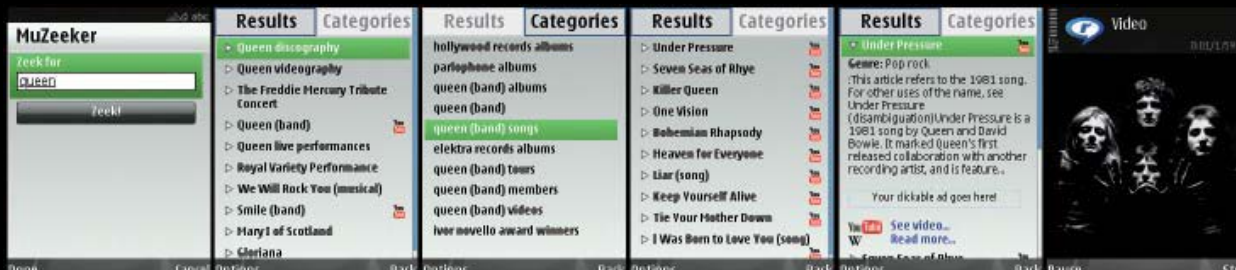 MuZeeker
Zeek for
queen
Zeek!
Done Cancel
Results Categories
Queen discography
Queen videography
The Freddie Mercury Tribute
Concert
Queen (band)
Queen live performances
Royal Variety Performance
We Will Rock You (musical)
Smile (band)
Mary I of Scotland
Gloriana
Options Back
Results Categories
hollywood records albums
parlophone albums
queen (band) albums
queen (band)
queen (band) songs
elektra records albums
queen (band) tours
queen (band) members
queen (band) videos
ivor novello award winners
Options Back
Results Categories
Under Pressure
Seven Seas of Rhye
Killer Queen
One Vision
Bohemian Rhapsody
Heaven for Everyone
Liar (song)
Keep Yourself Alive
Tie Your Mother Down
I Was Born to Love You (song)
Options Back
Results Categories
Under Pressure
Genre: Pop rock
:This article refers to the 1981 song.
For other uses of the name, see
Under Pressure
(disambiguation)Under Pressure is a
1981 song by Queen and David
Bowie. It marked Queen's first
released collaboration with another
recording artist, and is feature..
Your clickable ad goes here!
YouTube See video..
W Read more..
Seven Seas of Rhye
Options Back
Video
Pause